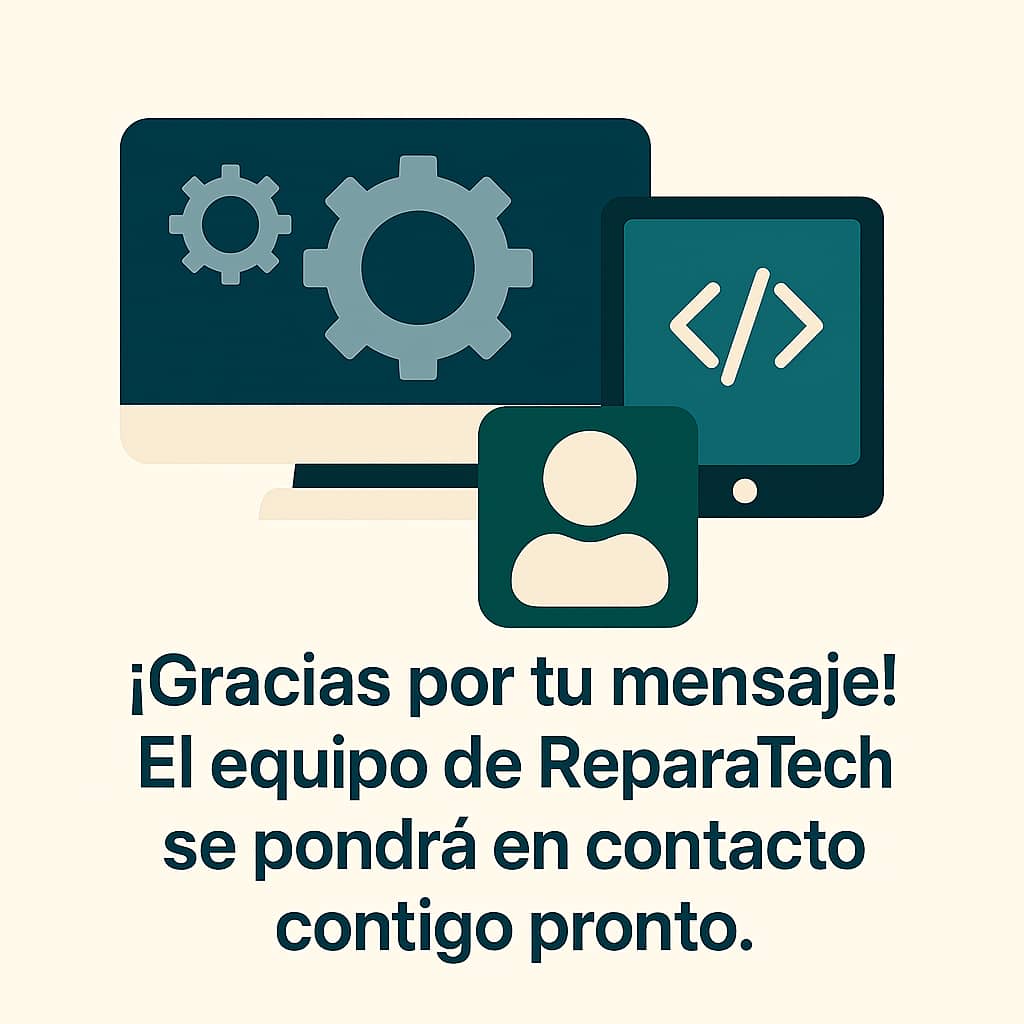 ¡Gracias por tu mensaje!
El equipo de ReparaTech
se pondrá en contacto
contigo pronto.